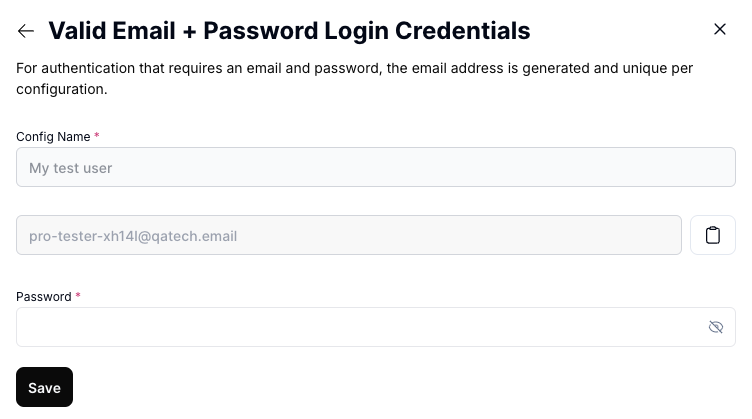 Valid Email + Password Login Credentials
For authentication that requires an email and password, the email address is generated and unique per
configuration.
Config Name *
My test user
pro-tester-xh14l@qatech.email
Password *
Save